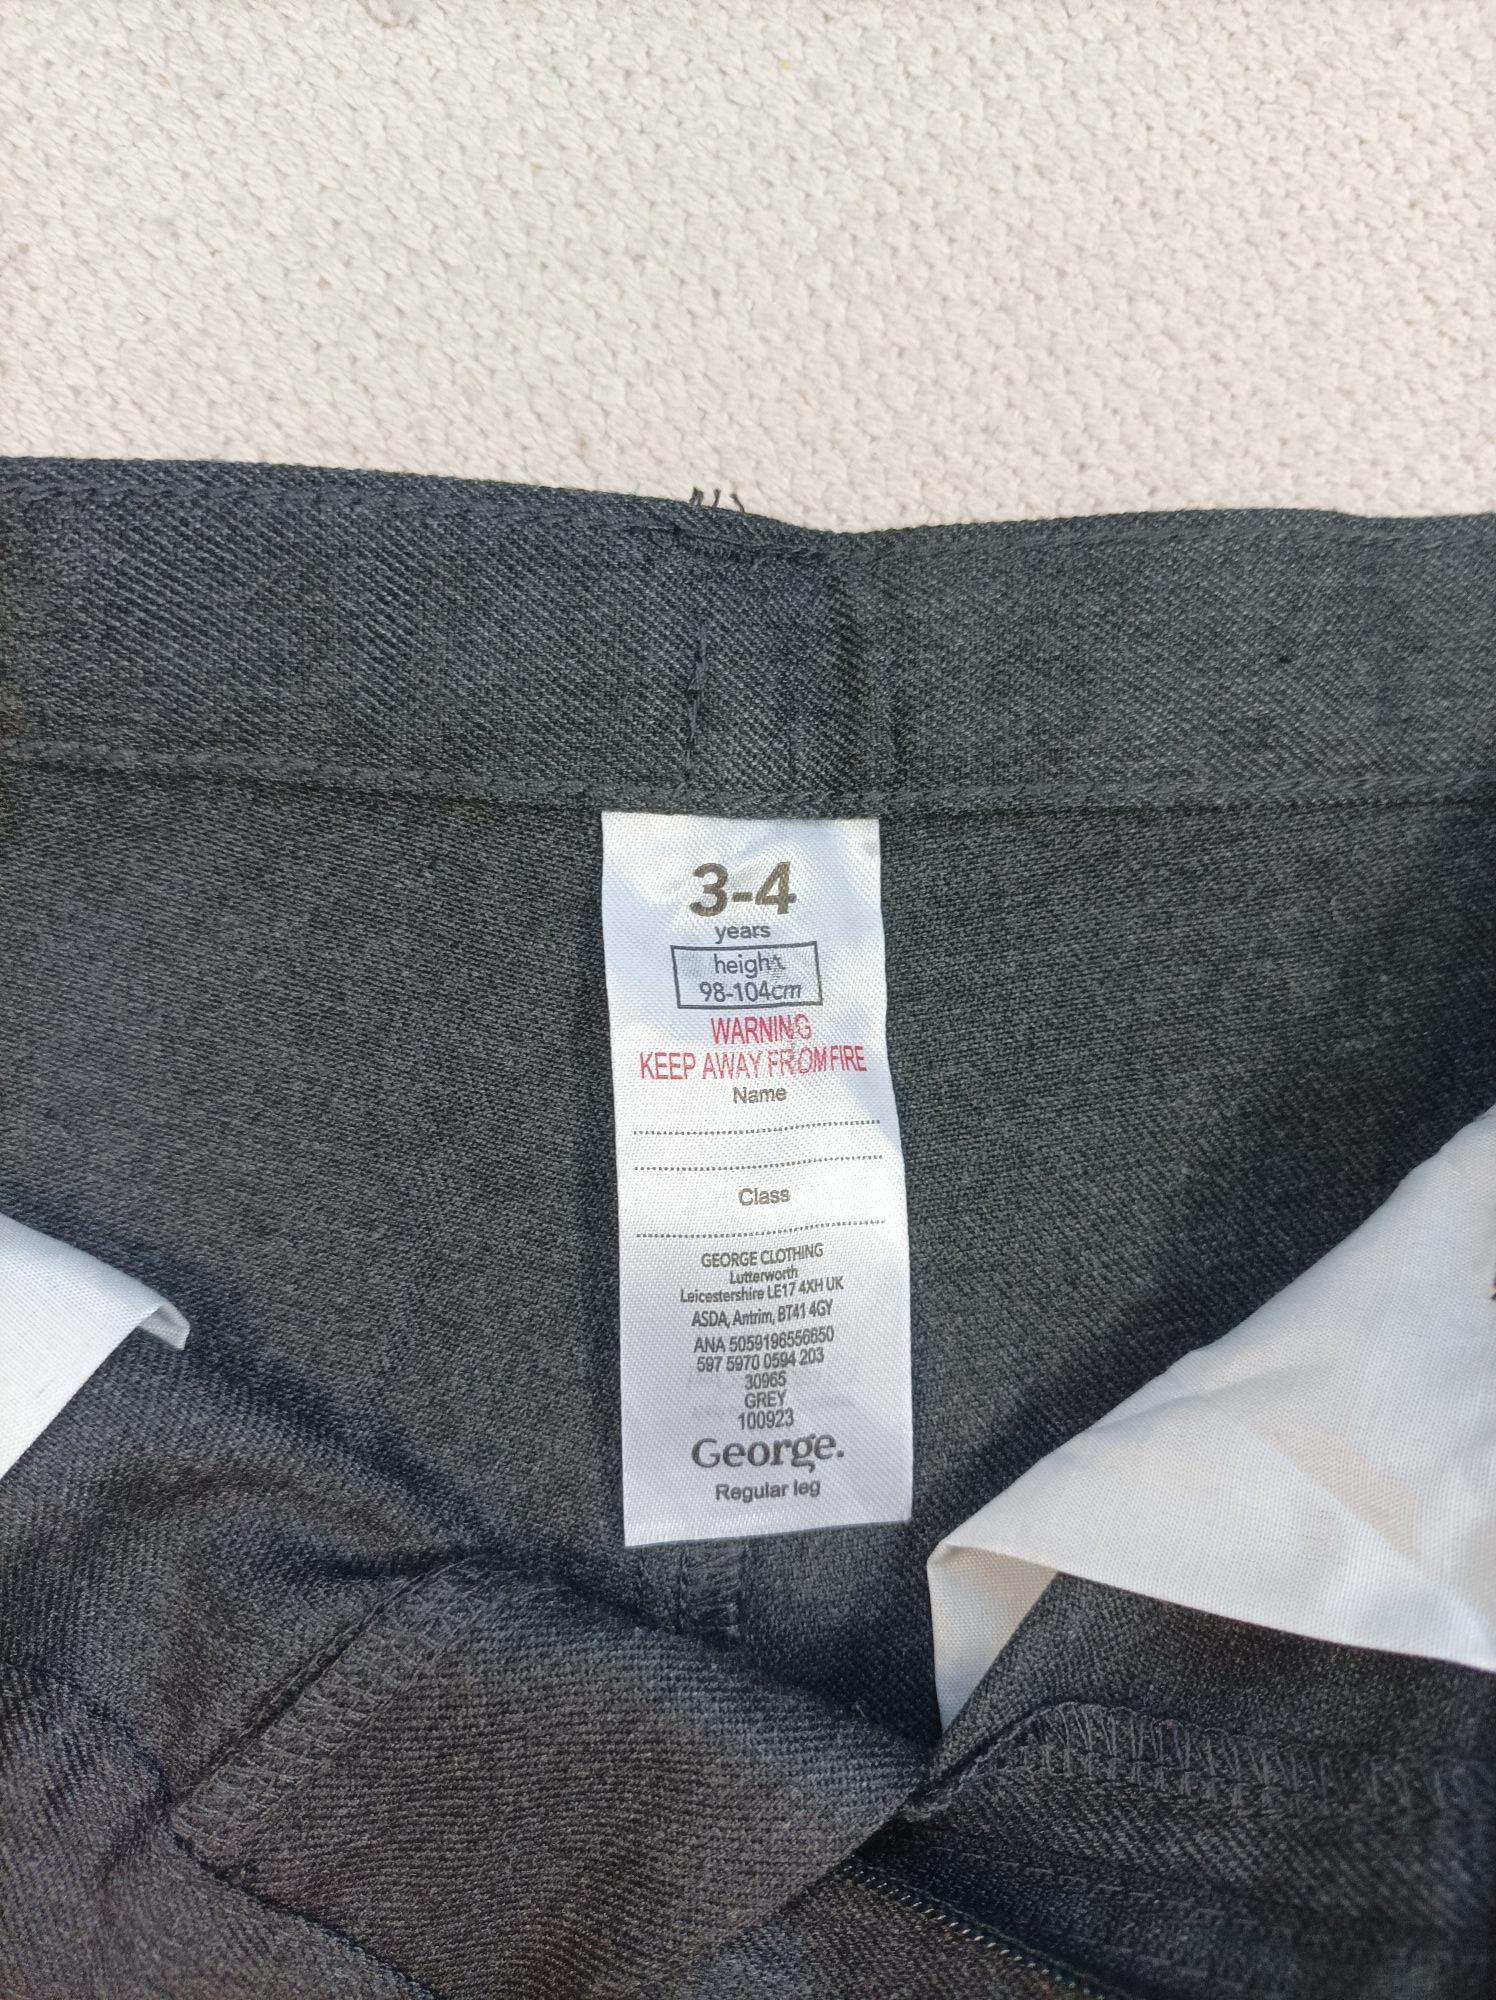 3-4
years
height
98-104cm
WARNING
KEEP AWAY FROM FIRE
Name
Class
GEORGE CLOTHING
Lutterworth
Leicestershire LE17 4XH UK
ASDA, Antrim, BT41 4GY
ANA 5059196556650
597 5970 0594 203
30965
GREY
100923
George.
Regular leg